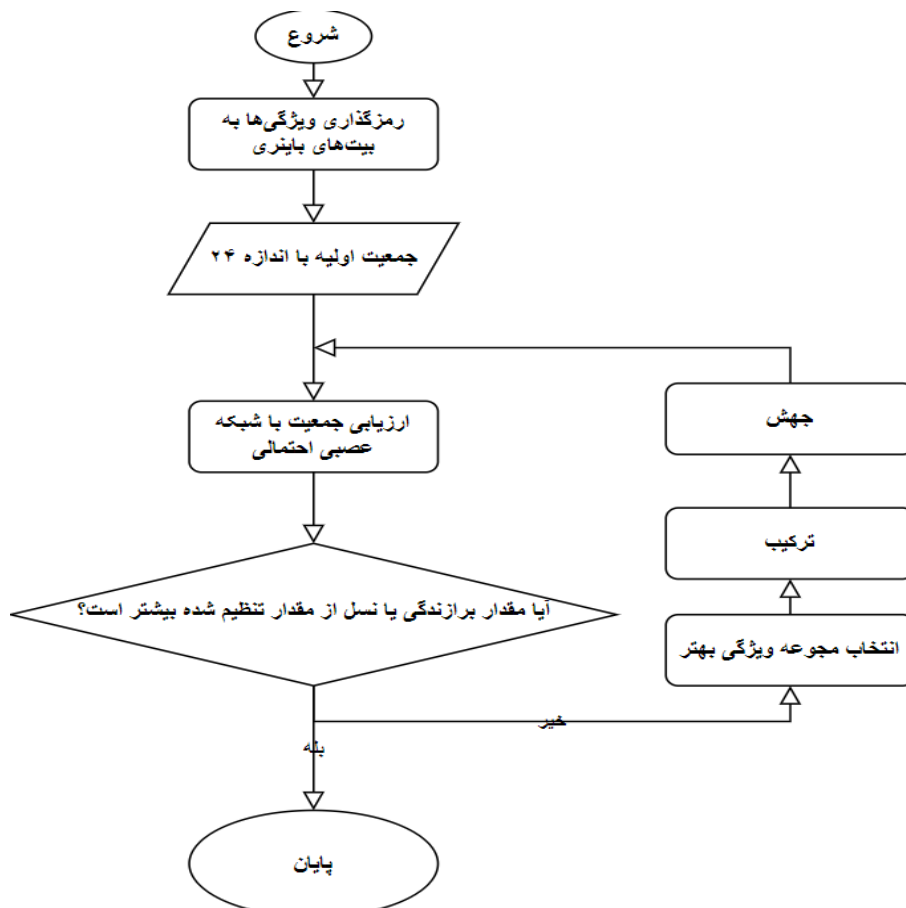 شروع
رمزگذاری ویژگی‌ها به
بیت‌های باینری
جمعیت اولیه با اندازه ۲۴
ارزیابی جمعیت با شبکه
عصبی احتمالی
آیا مقدار برازندگی یا نسل از مقدار تنظیم شده بیشتر است؟
خیر
بله
انتخاب مجوعه ویژگی بهتر
ترکیب
جهش
پایان